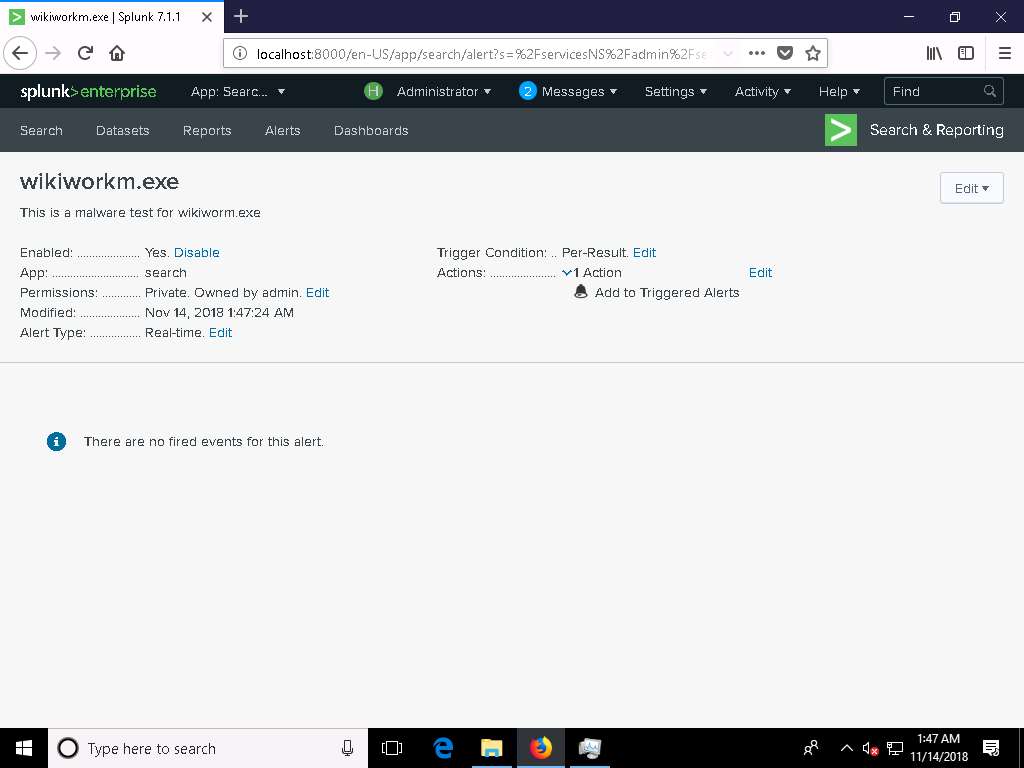 wikiworkm.exe | Splunk 7.1.1
localhost:8000/en-US/app/search/alert?s=%2FservicesNS%2Fadmin%2Fse
splunk>enterprise App: Searc... Administrator 2 Messages Settings Activity Help Find
Search Datasets Reports Alerts Dashboards Search & Reporting
wikiworkm.exe
Edit
This is a malware test for wikiworm.exe
Enabled: .................... Yes. Disable
Trigger Condition: .. Per-Result. Edit
App: ........................... search
Actions: ..................... 1 Action Edit
Permissions: ............ Private. Owned by admin. Edit
Add to Triggered Alerts
Modified: ................... Nov 14, 2018 1:47:24 AM
Alert Type: ................ Real-time. Edit
There are no fired events for this alert.
Type here to search
1:47 AM
11/14/2018